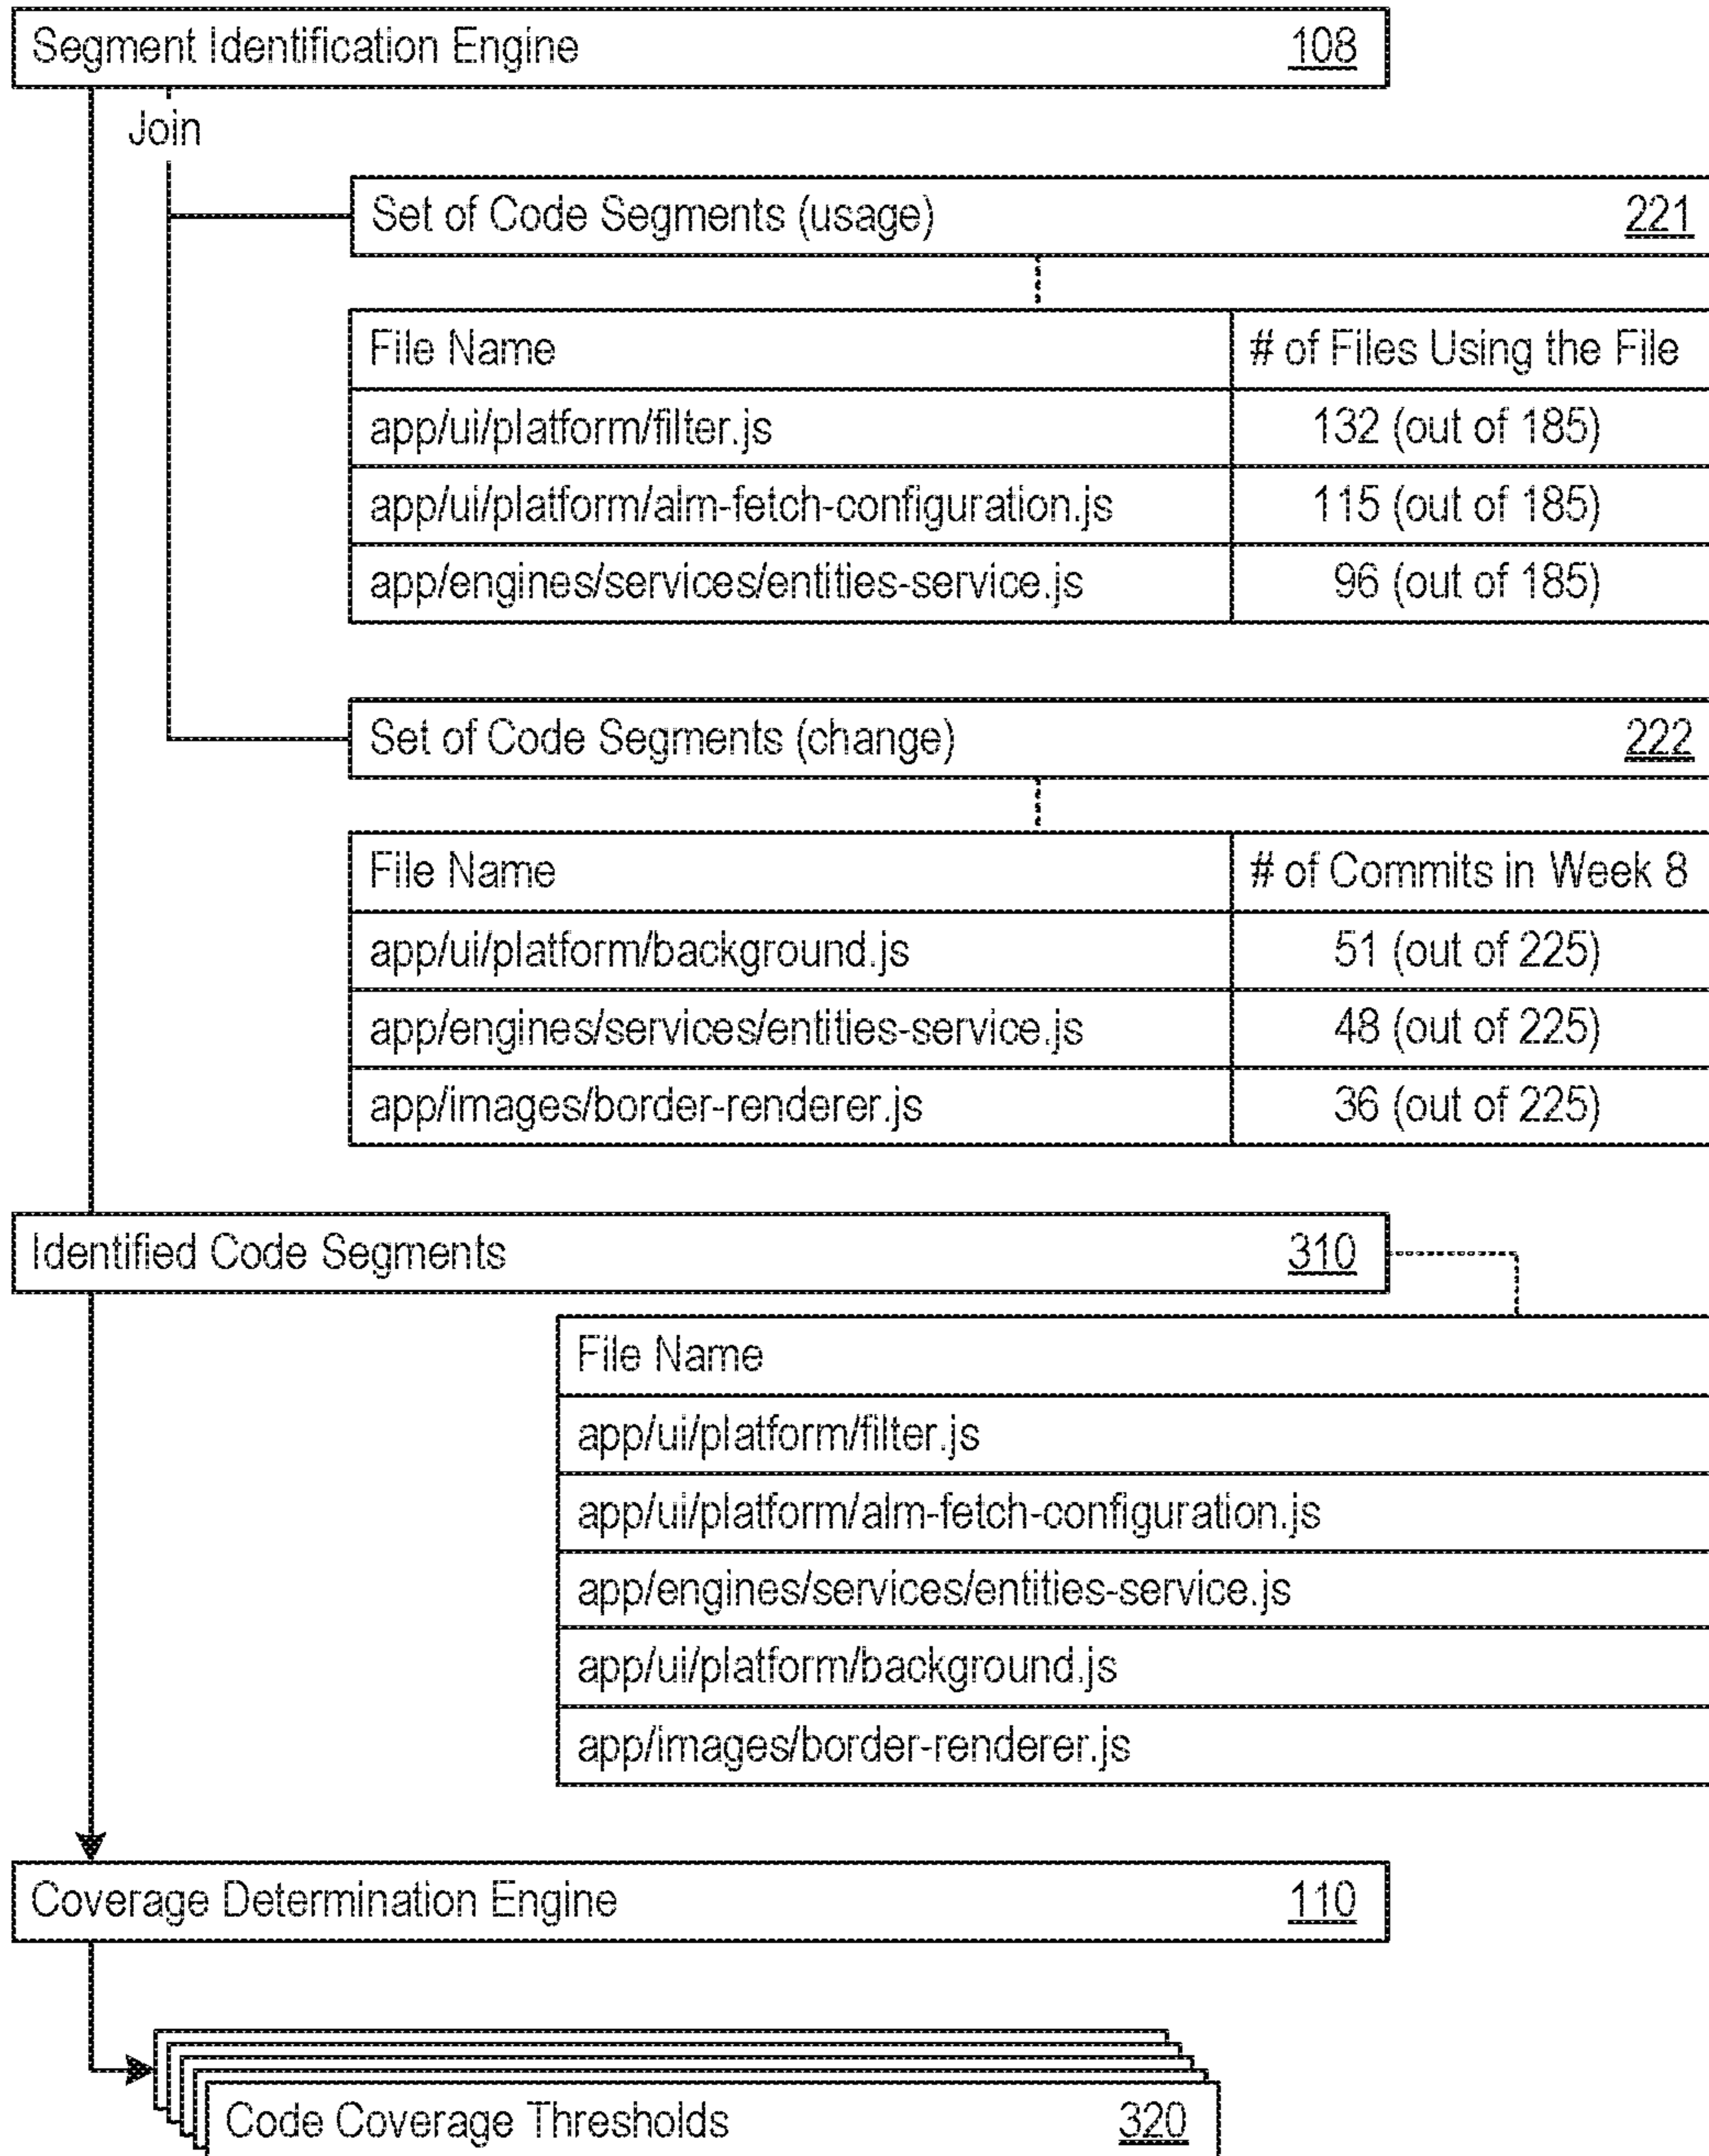 Segment Identification Engine 108
Join
Set of Code Segments (usage) 221
File Name # of Files Using the File
app/ui/platform/filter.js 132 (out of 185)
app/ui/platform/alm-fetch-configuration.js 115 (out of 185)
app/engines/services/entities-service.js 96 (out of 185)
Set of Code Segments (change) 222
File Name # of Commits in Week 8
app/ui/platform/background.js 51 (out of 225)
app/engines/services/entities-service.js 48 (out of 225)
app/images/border-renderer.js 36 (out of 225)
Identified Code Segments 310
File Name
app/ui/platform/filter.js
app/ui/platform/alm-fetch-configuration.js
app/engines/services/entities-service.js
app/ui/platform/background.js
app/images/border-renderer.js
Coverage Determination Engine 110
Code Coverage Thresholds 320